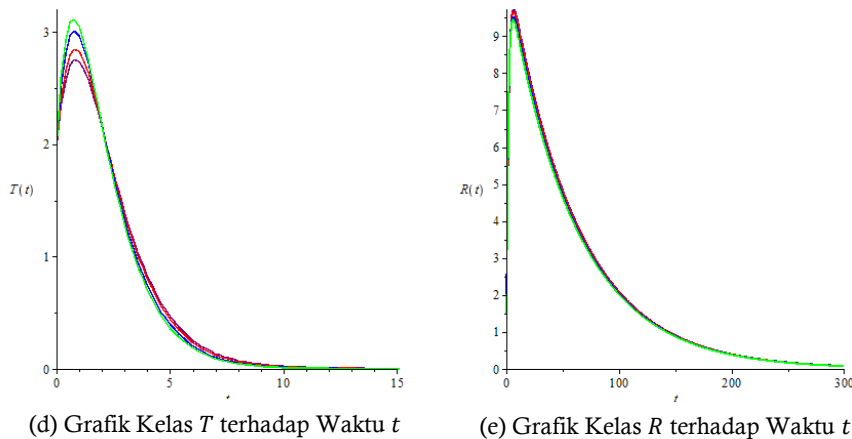 3
2
T(t)
1
0
0 5 10 15
t
(d) Grafik Kelas T terhadap Waktu t
9
8
7
6
5
R(t)
4
3
2
1
0
0 100 200 300
t
(e) Grafik Kelas R terhadap Waktu t